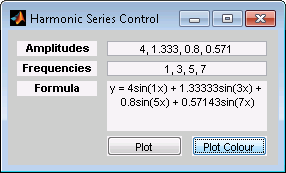 Harmonic Series Control
Amplitudes 4, 1.333, 0.8, 0.571
Frequencies 1, 3, 5, 7
Formula y = 4sin(1x) + 1.33333sin(3x) +
0.8sin(5x) + 0.57143sin(7x)
Plot Plot Colour